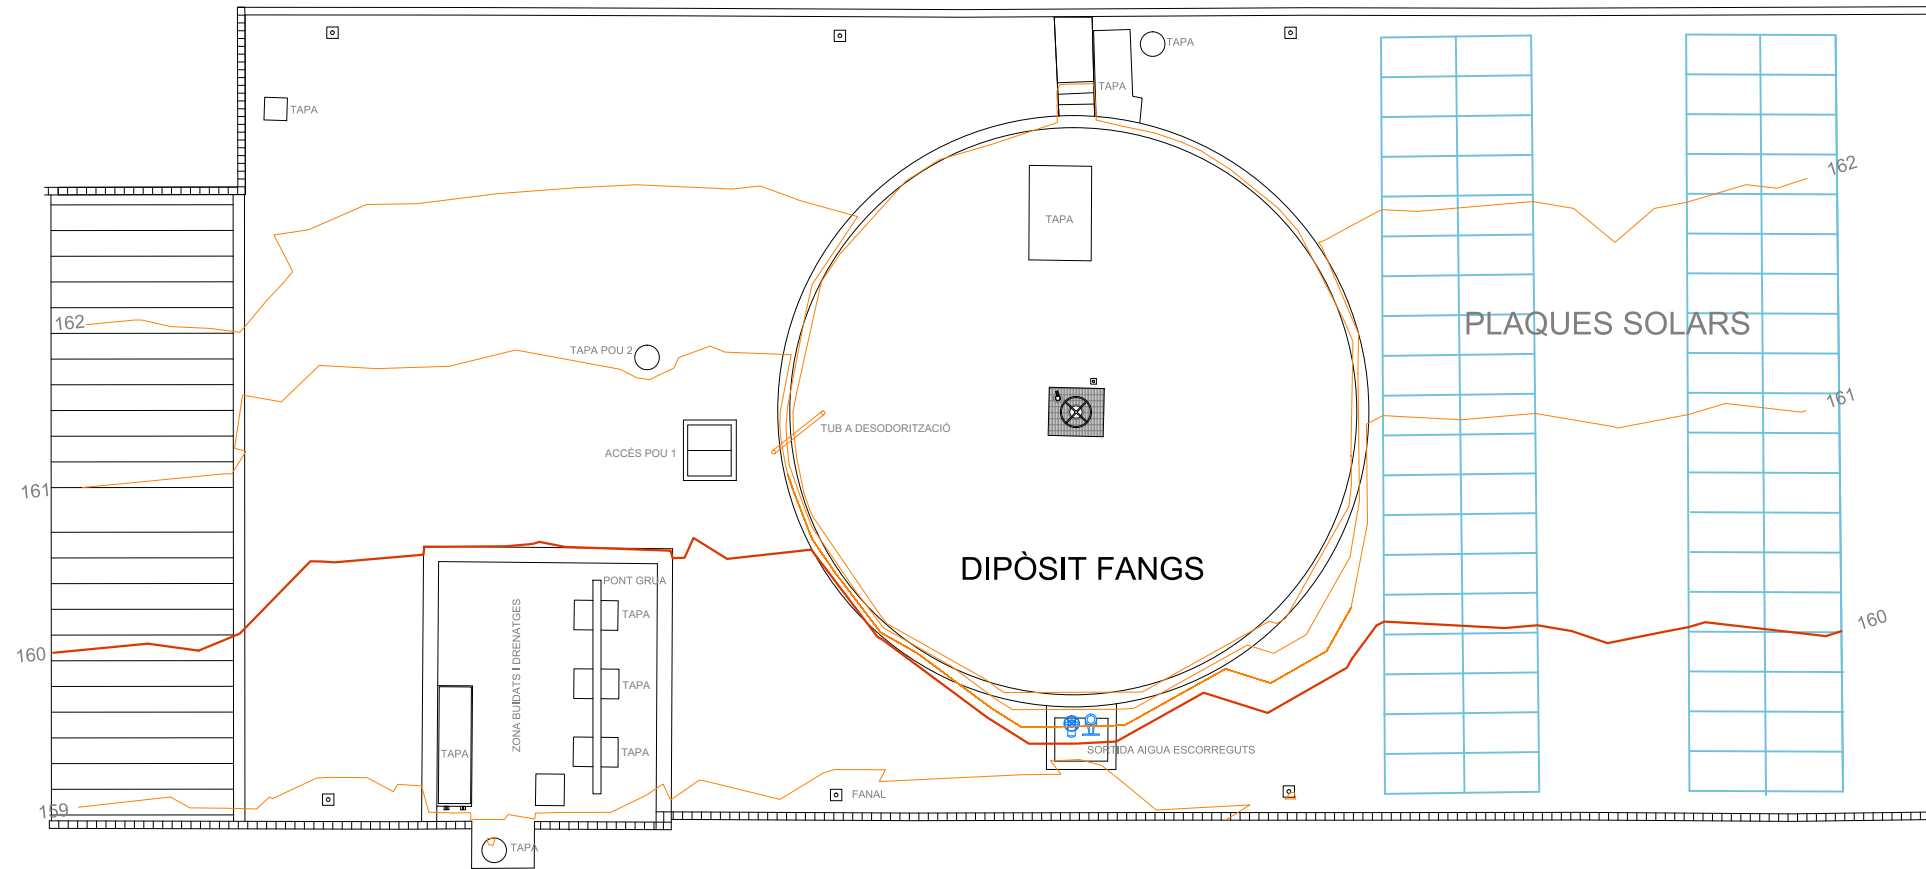 TAPA
TAPA
TAPA
162
TAPA
162
PLAQUES SOLARS
TAPA POU 2
161
TUB A DESODORITZACIÓ
ACCÉS POU 1
161
DIPÒSIT FANGS
PONT GRUA
TAPA
160
160
ZONA BUIDATS I DRENATGES
TAPA
TAPA
TAPA
SORTIDA AIGUA ESCORREGUTS
FANAL
159
TAPA